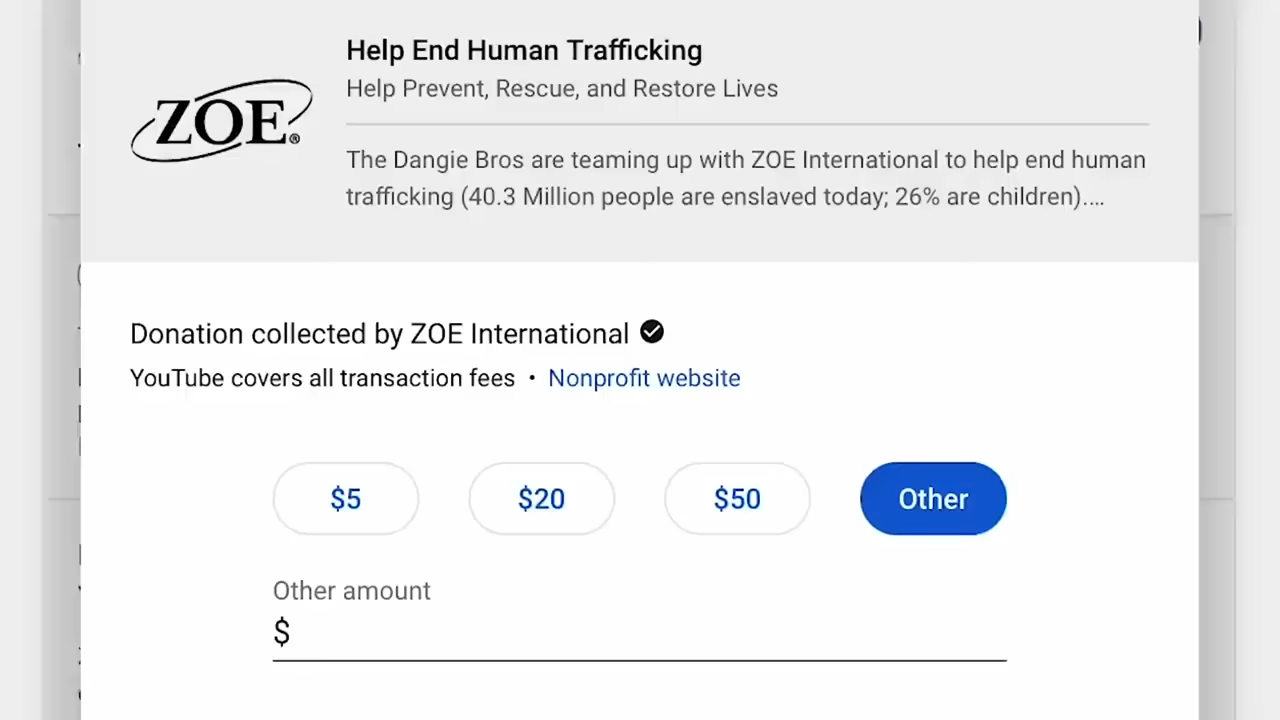 Help End Human Trafficking
Help Prevent, Rescue, and Restore Lives
ZOE®
The Dangie Bros are teaming up with ZOE International to help end human
trafficking (40.3 Million people are enslaved today; 26% are children)....
Donation collected by ZOE International
YouTube covers all transaction fees • Nonprofit website
$5 $20 $50 Other
Other amount
$